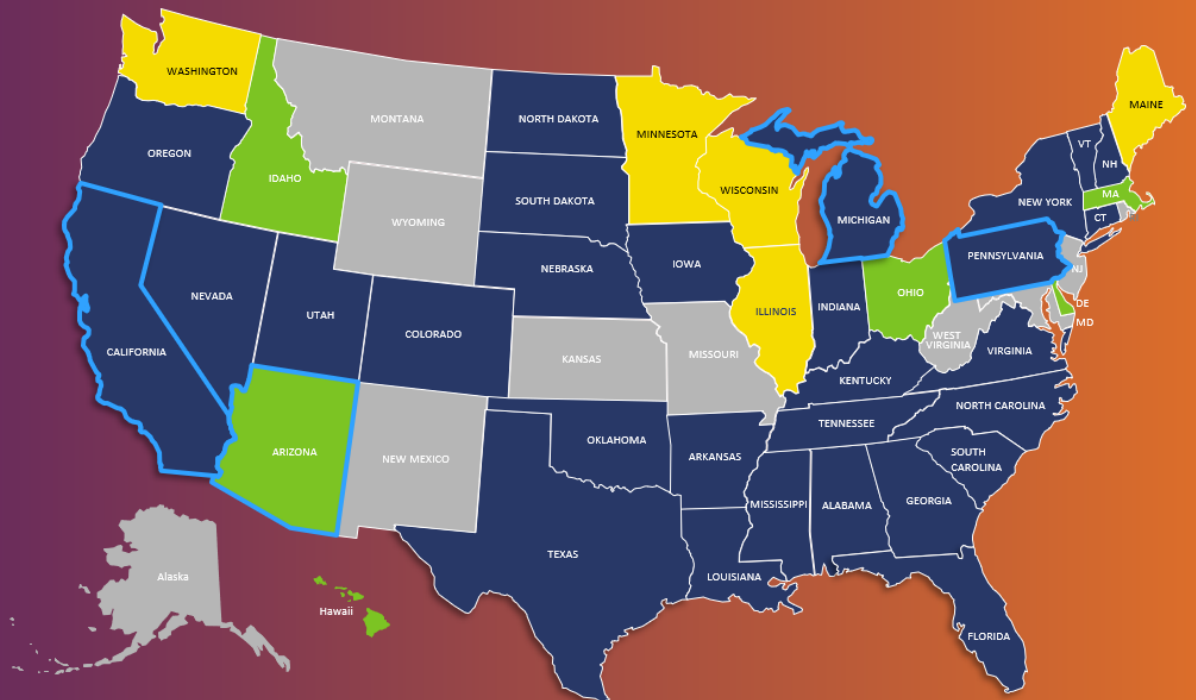 WASHINGTON
MAINE
MONTANA
NORTH DAKOTA
MINNESOTA
VT
OREGON
NH
IDAHO
WISCONSIN
MA
SOUTH DAKOTA
NEW YORK
WYOMING
MICHIGAN
CT
PENNSYLVANIA
IOWA
NEBRASKA
NJ
OHIO
NEVADA
DE
INDIANA
UTAH
ILLINOIS
MD
COLORADO
WEST
VIRGINIA
CALIFORNIA
VIRGINIA
MISSOURI
KANSAS
KENTUCKY
NORTH CAROLINA
TENNESSEE
OKLAHOMA
ARIZONA
SOUTH
CAROLINA
NEW MEXICO
ARKANSAS
GEORGIA
MISSISSIPPI
ALABAMA
TEXAS
Alaska
LOUISIANA
Hawaii
FLORIDA